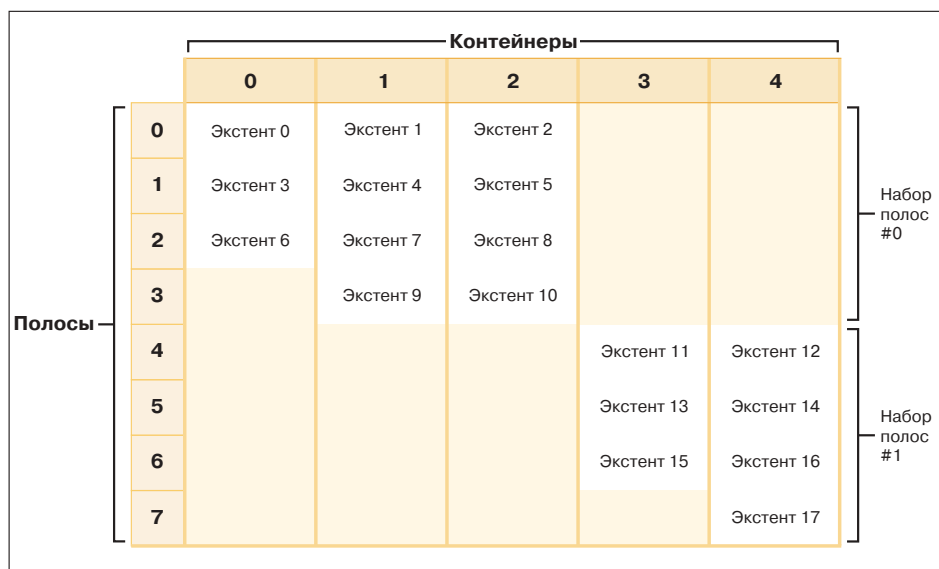 Контейнеры
0 1 2 3 4
0 Экстент 0 Экстент 1 Экстент 2
1 Экстент 3 Экстент 4 Экстент 5
2 Экстент 6 Экстент 7 Экстент 8
3 Экстент 9 Экстент 10
Набор
полос
#0
Полосы
4 Экстент 11 Экстент 12
5 Экстент 13 Экстент 14
6 Экстент 15 Экстент 16
7 Экстент 17
Набор
полос
#1